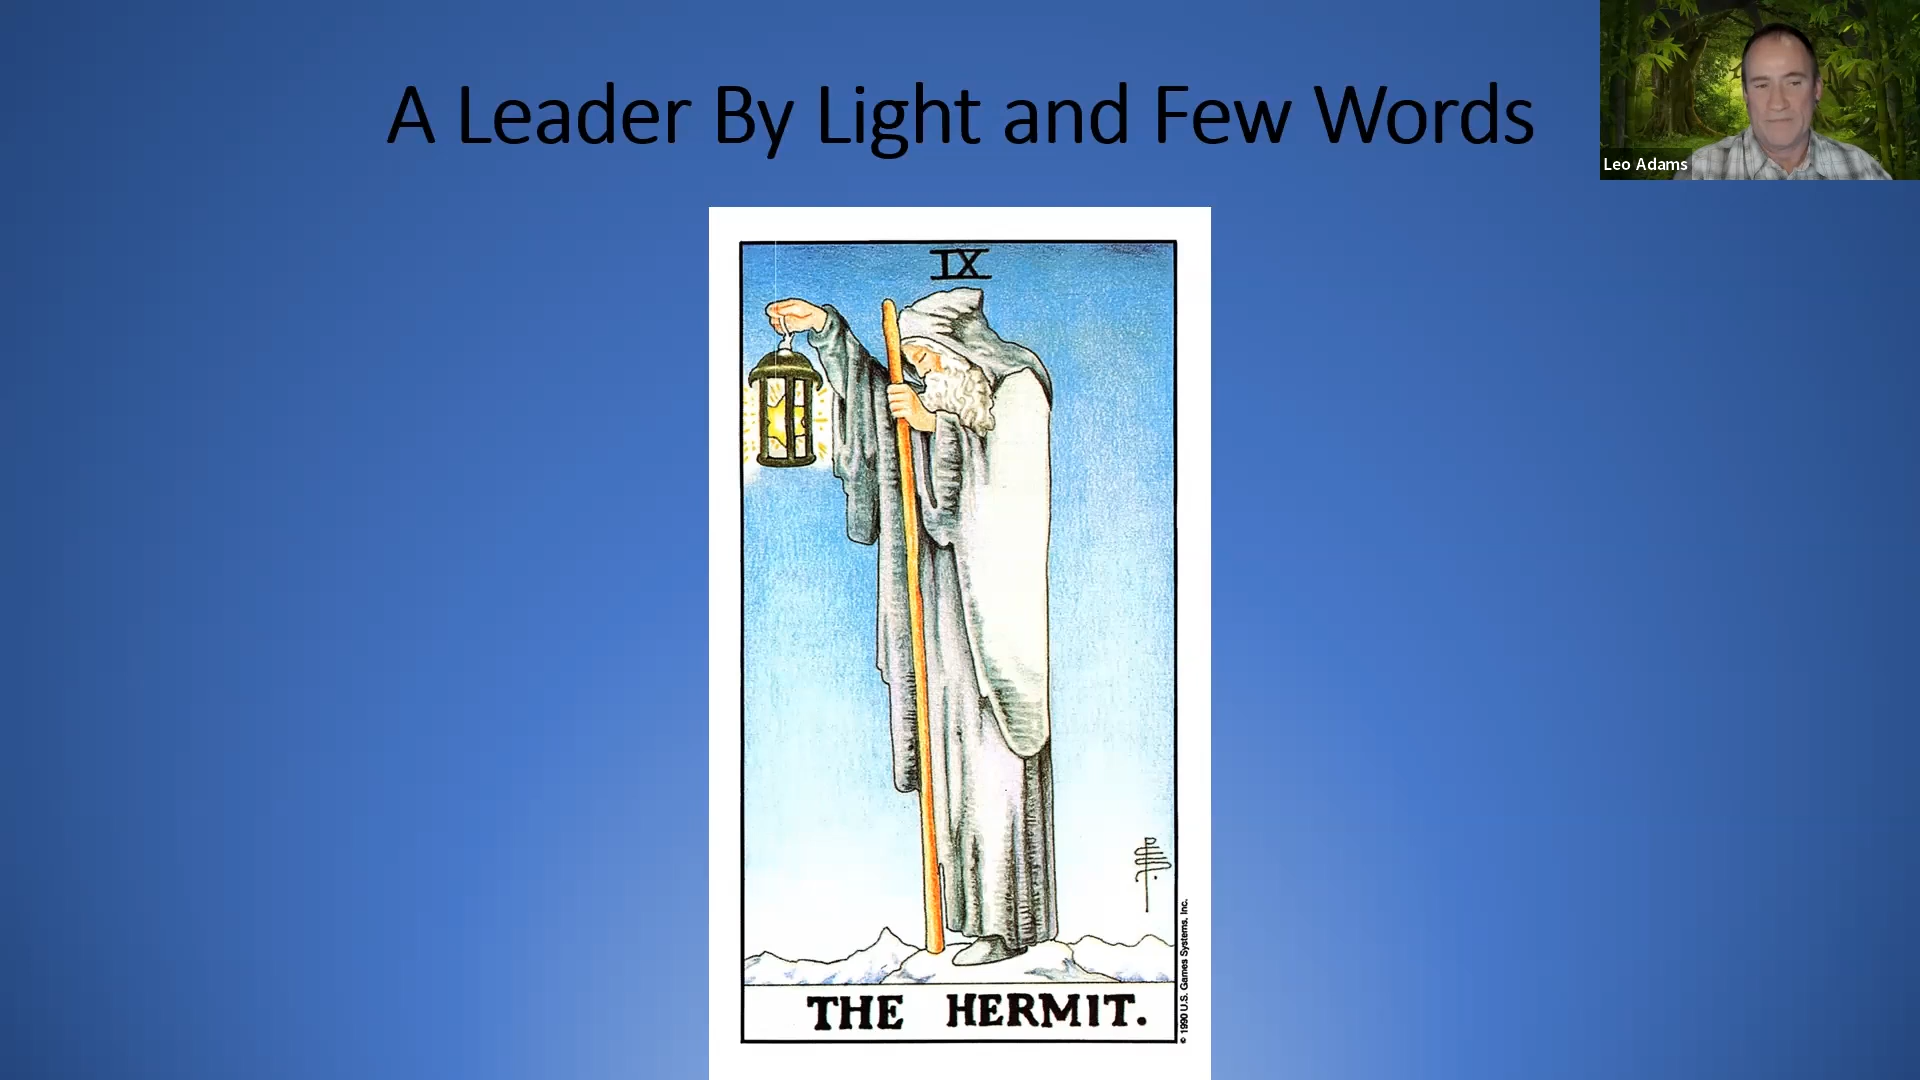 A Leader By Light and Few Words
Leo Adams
IX
THE HERMIT.
© 1990 U.S. Games Systems, Inc.